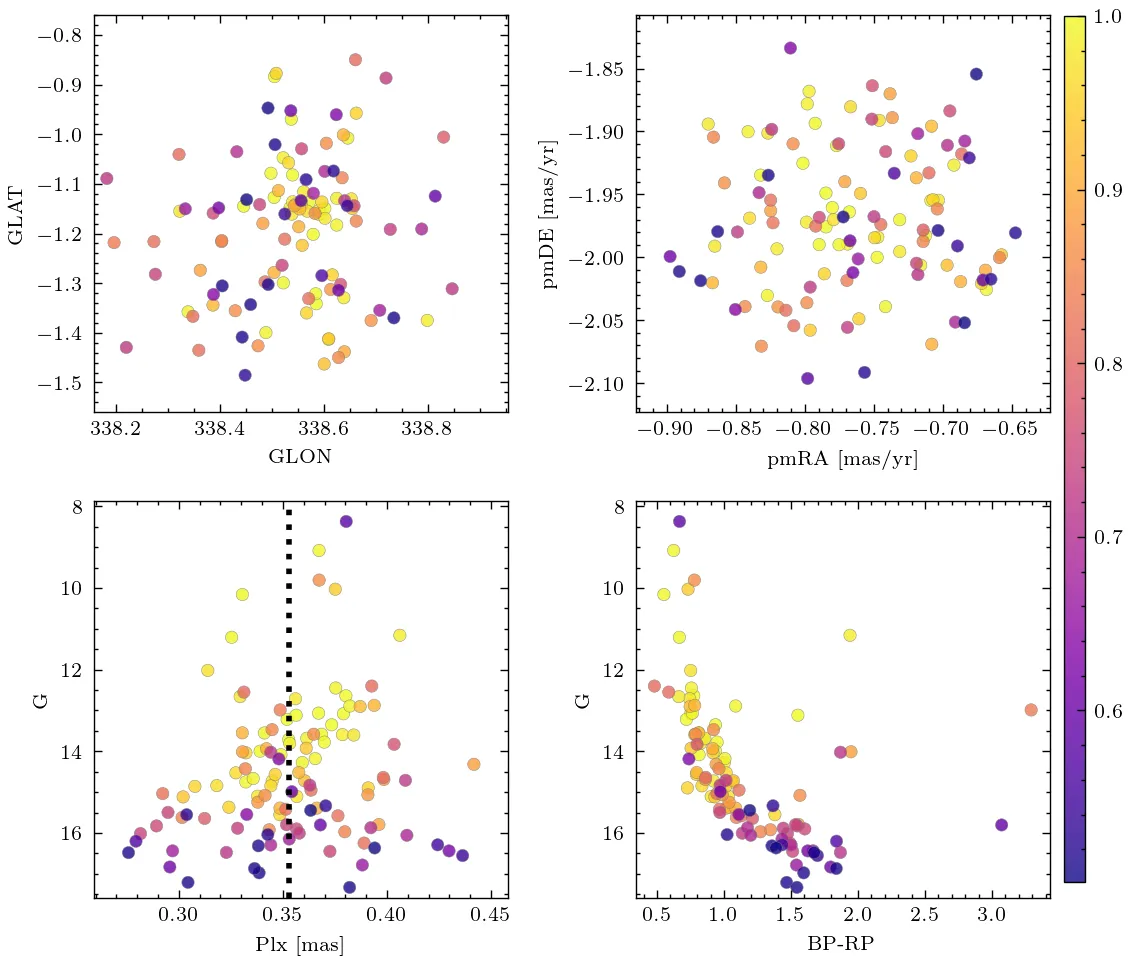 −0.8
−0.9
−1.0
−1.1
−1.2
−1.3
−1.4
−1.5
GLAT
338.2 338.4 338.6 338.8
GLON
−1.85
−1.90
−1.95
−2.00
−2.05
−2.10
pmDE [mas/yr]
−0.90 −0.85 −0.80 −0.75 −0.70 −0.65
pmRA [mas/yr]
1.0
0.9
0.8
0.7
0.6
8
10
12
14
16
G
0.30 0.35 0.40 0.45
Plx [mas]
8
10
12
14
16
G
0.5 1.0 1.5 2.0 2.5 3.0
BP-RP